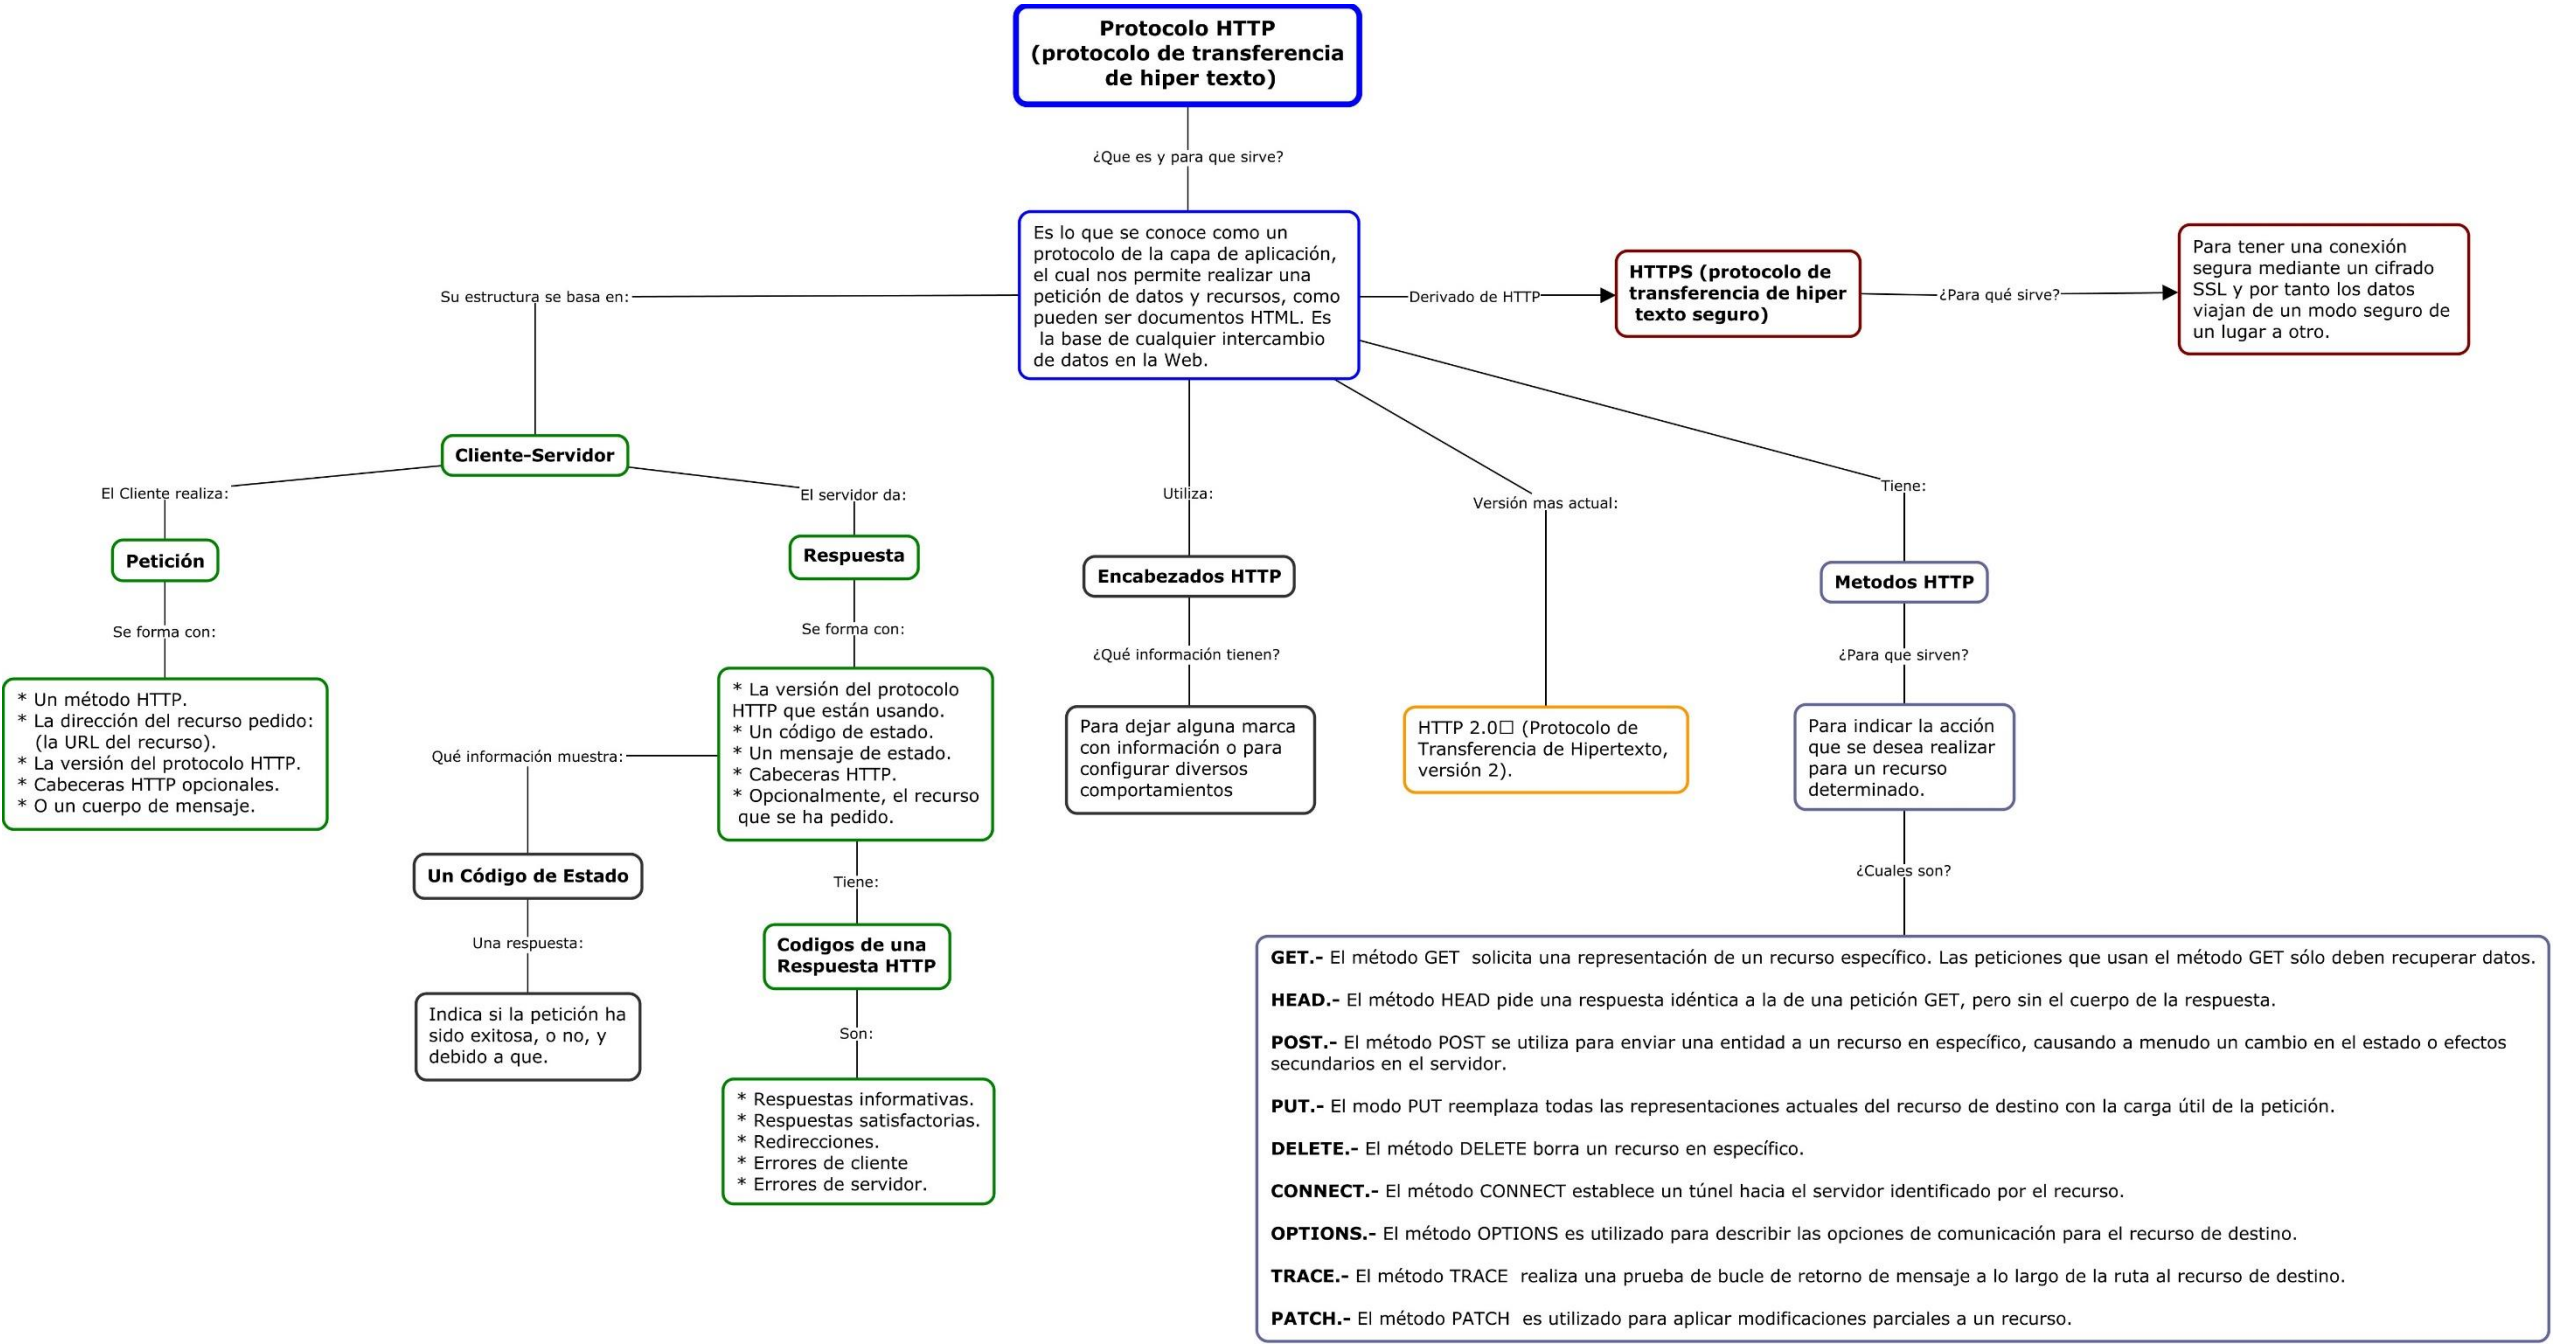 Protocolo HTTP
(protocolo de transferencia
de hiper texto)
¿Que es y para que sirve?
Es lo que se conoce como un
protocolo de la capa de aplicación,
el cual nos permite realizar una
petición de datos y recursos, como
pueden ser documentos HTML. Es
la base de cualquier intercambio
de datos en la Web.
Derivado de HTTP
HTTPS (protocolo de
transferencia de hiper
texto seguro)
¿Para qué sirve?
Para tener una conexión
segura mediante un cifrado
SSL y por tanto los datos
viajan de un modo seguro de
un lugar a otro.
Su estructura se basa en:
Cliente-Servidor
El Cliente realiza:
Petición
Se forma con:
* Un método HTTP.
* La dirección del recurso pedido:
(la URL del recurso).
* La versión del protocolo HTTP.
* Cabeceras HTTP opcionales.
* O un cuerpo de mensaje.
El servidor da:
Respuesta
Se forma con:
* La versión del protocolo
HTTP que están usando.
* Un código de estado.
* Un mensaje de estado.
* Cabeceras HTTP.
* Opcionalmente, el recurso
que se ha pedido.
Qué información muestra:
Un Código de Estado
Una respuesta:
Indica si la petición ha
sido exitosa, o no, y
debido a que.
Tiene:
Codigos de una
Respuesta HTTP
Son:
* Respuestas informativas.
* Respuestas satisfactorias.
* Redirecciones.
* Errores de cliente
* Errores de servidor.
Utiliza:
Encabezados HTTP
¿Qué información tienen?
Para dejar alguna marca
con información o para
configurar diversos
comportamientos
Versión mas actual:
HTTP 2.0□ (Protocolo de
Transferencia de Hipertexto,
versión 2).
Tiene:
Metodos HTTP
¿Para que sirven?
Para indicar la acción
que se desea realizar
para un recurso
determinado.
¿Cuales son?
GET.- El método GET  solicita una representación de un recurso específico. Las peticiones que usan el método GET sólo deben recuperar datos.
HEAD.- El método HEAD pide una respuesta idéntica a la de una petición GET, pero sin el cuerpo de la respuesta.
POST.- El método POST se utiliza para enviar una entidad a un recurso en específico, causando a menudo un cambio en el estado o efectos
secundarios en el servidor.
PUT.- El modo PUT reemplaza todas las representaciones actuales del recurso de destino con la carga útil de la petición.
DELETE.- El método DELETE borra un recurso en específico.
CONNECT.- El método CONNECT establece un túnel hacia el servidor identificado por el recurso.
OPTIONS.- El método OPTIONS es utilizado para describir las opciones de comunicación para el recurso de destino.
TRACE.- El método TRACE  realiza una prueba de bucle de retorno de mensaje a lo largo de la ruta al recurso de destino.
PATCH.- El método PATCH  es utilizado para aplicar modificaciones parciales a un recurso.